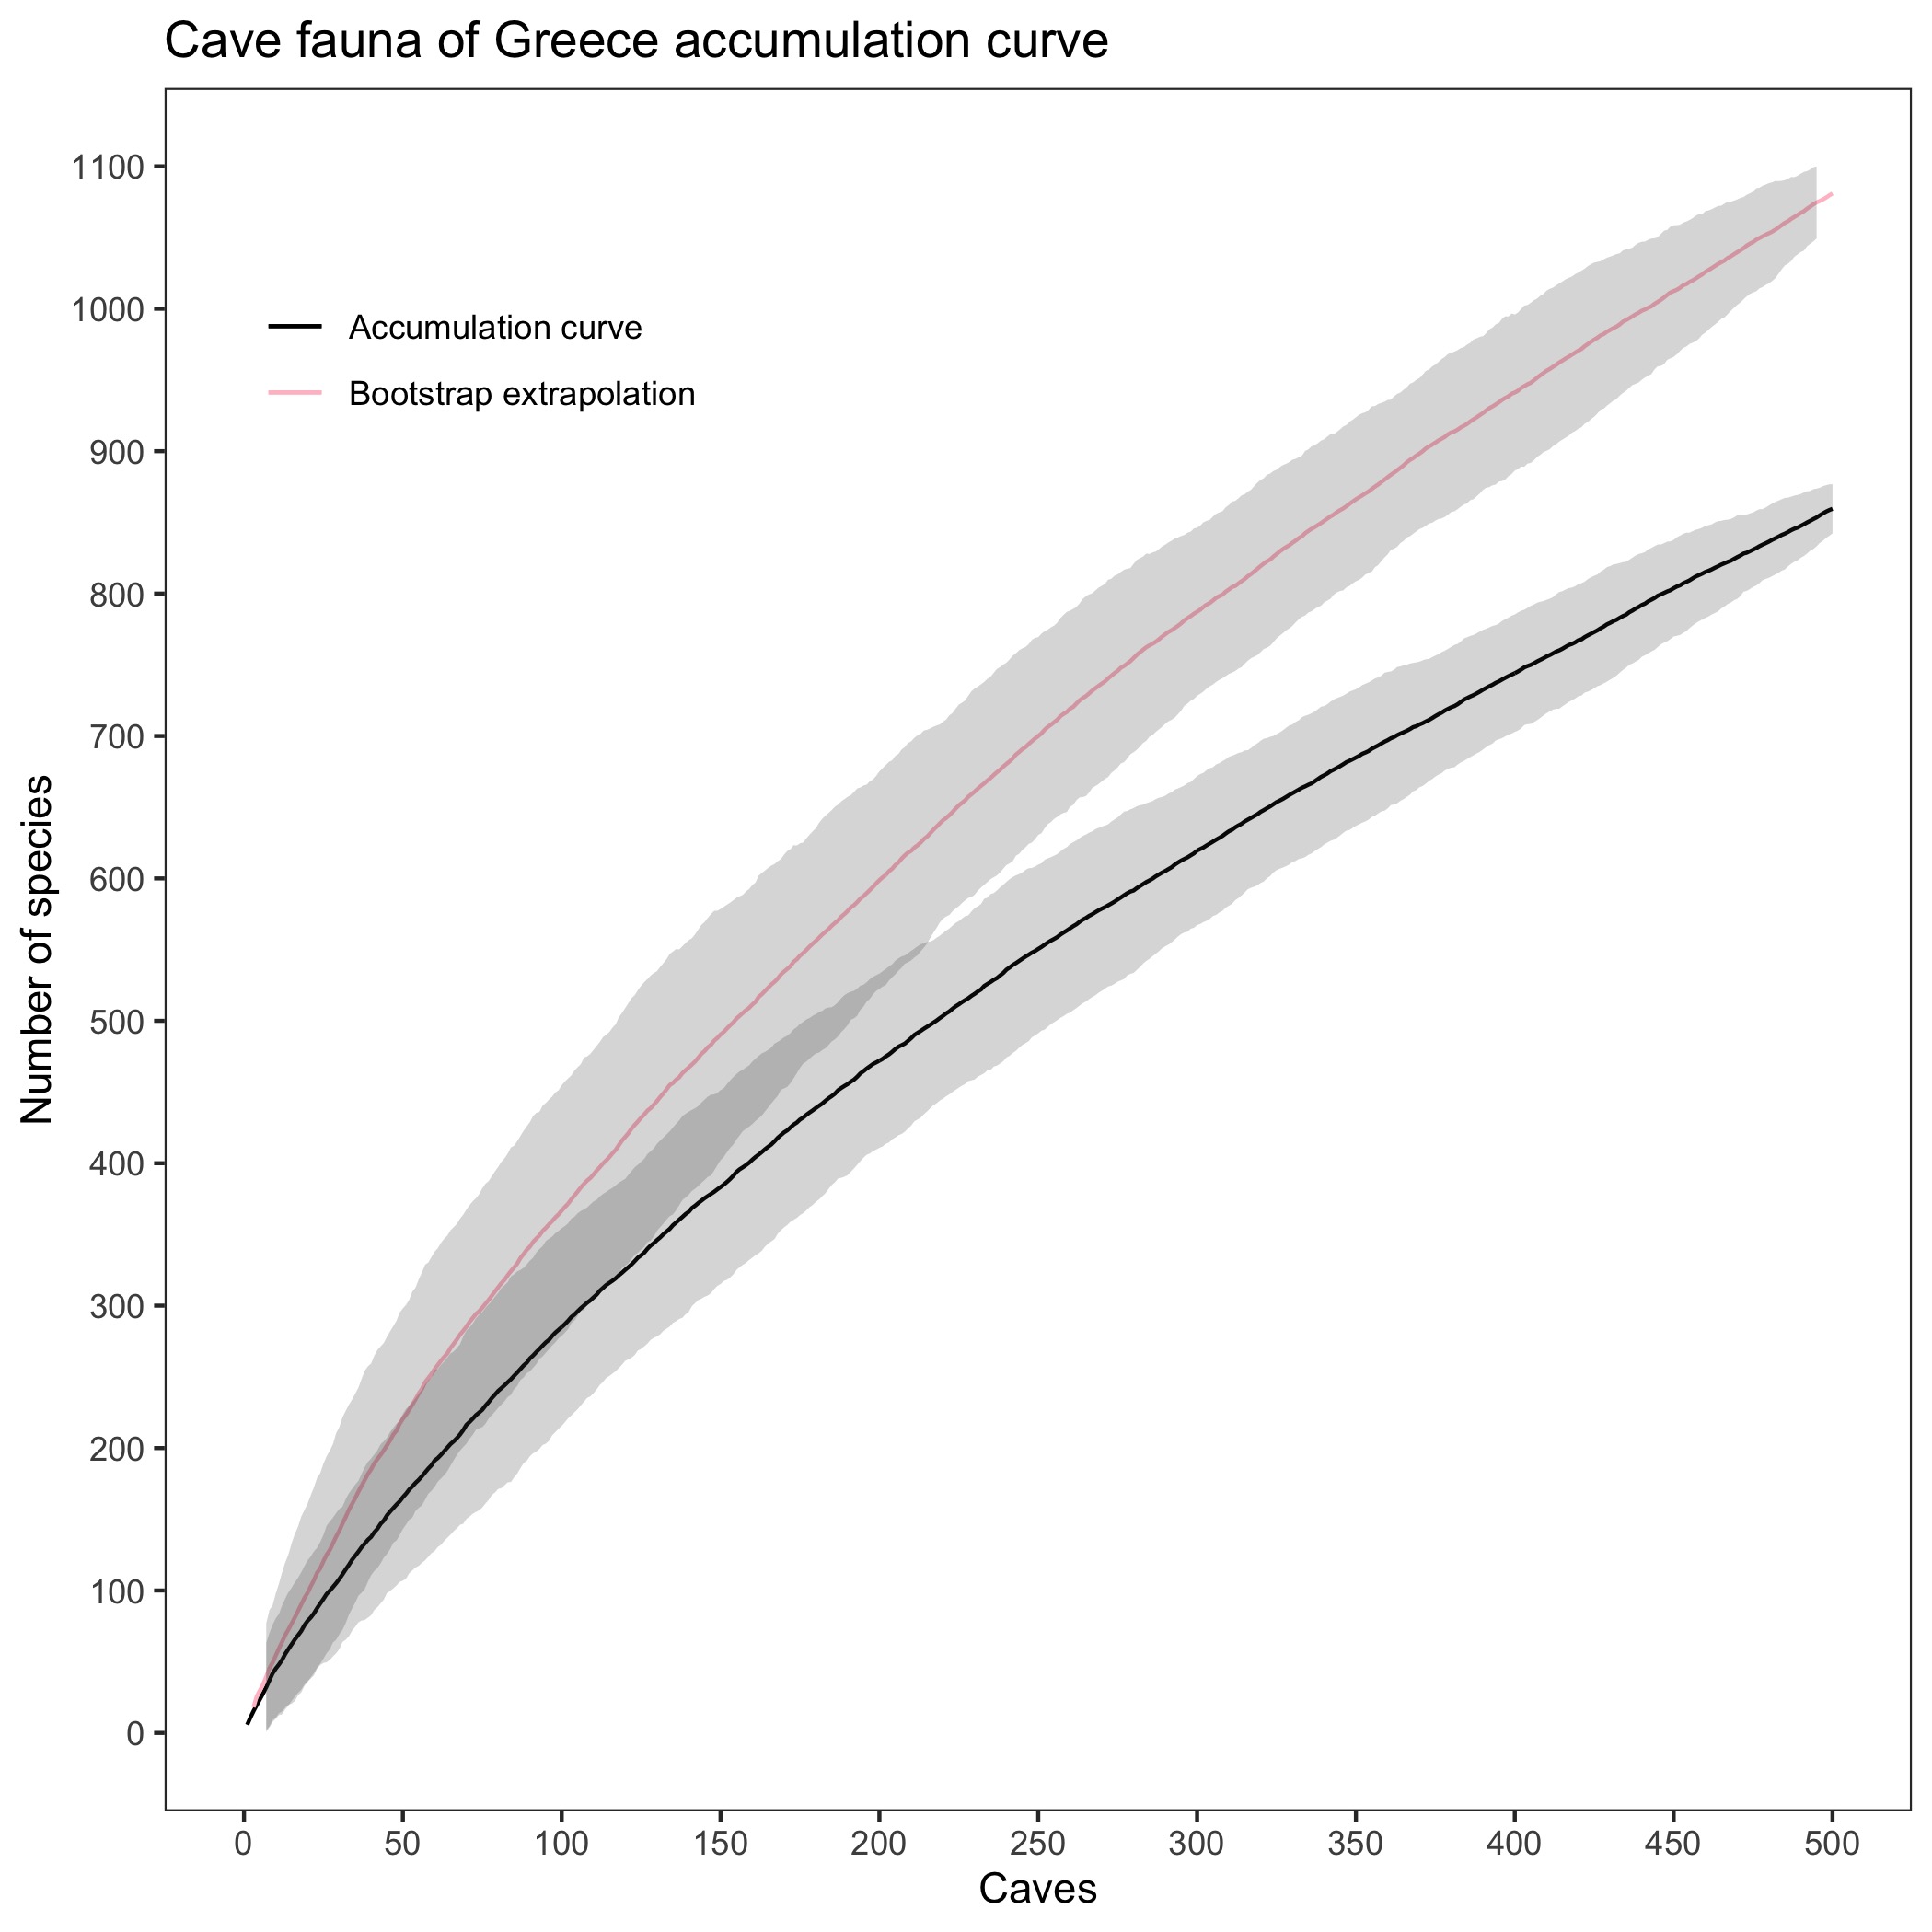 Cave fauna of Greece accumulation curve
1100
1000
900
800
700
600
500
400
300
200
100
0
Number of species
Accumulation curve
Bootstrap extrapolation
0 50 100 150 200 250 300 350 400 450 500
Caves